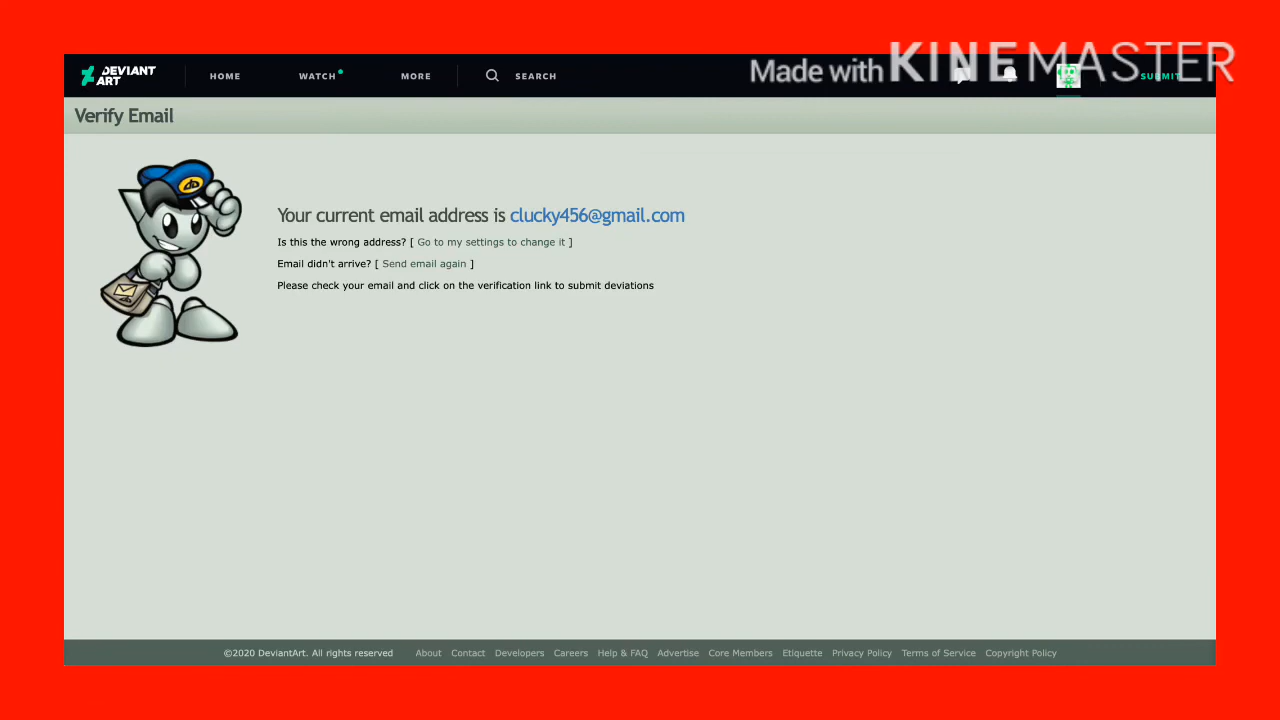 Made with KINEMASTER
DEVIANT ART
HOME
WATCH
MORE
SEARCH
SUBMIT
Verify Email
Your current email address is clucky456@gmail.com
Is this the wrong address? [ Go to my settings to change it ]
Email didn't arrive? [ Send email again ]
Please check your email and click on the verification link to submit deviations
©2020 DeviantArt. All rights reserved About Contact Developers Careers Help & FAQ Advertise Core Members Etiquette Privacy Policy Terms of Service Copyright Policy